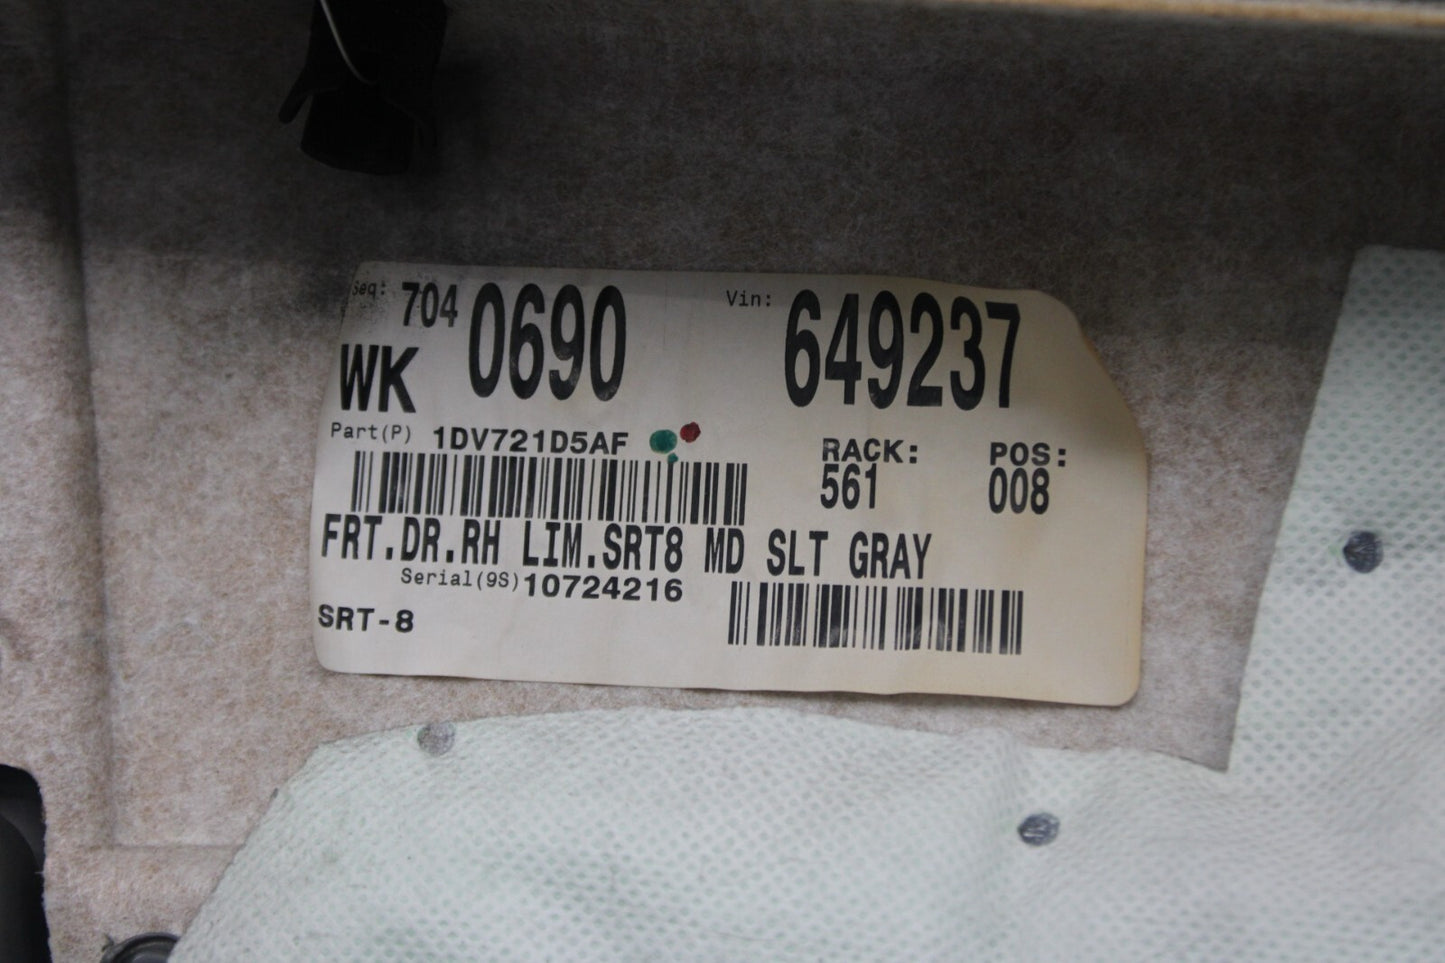 Seq: 704 0690 Vin: 649237
WK
Part(P) 1DV721D5AF
RACK: POS:
561 008
FRT.DR.RH LIM.SRT8 MD SLT GRAY
Serial(9S) 10724216
SRT-8